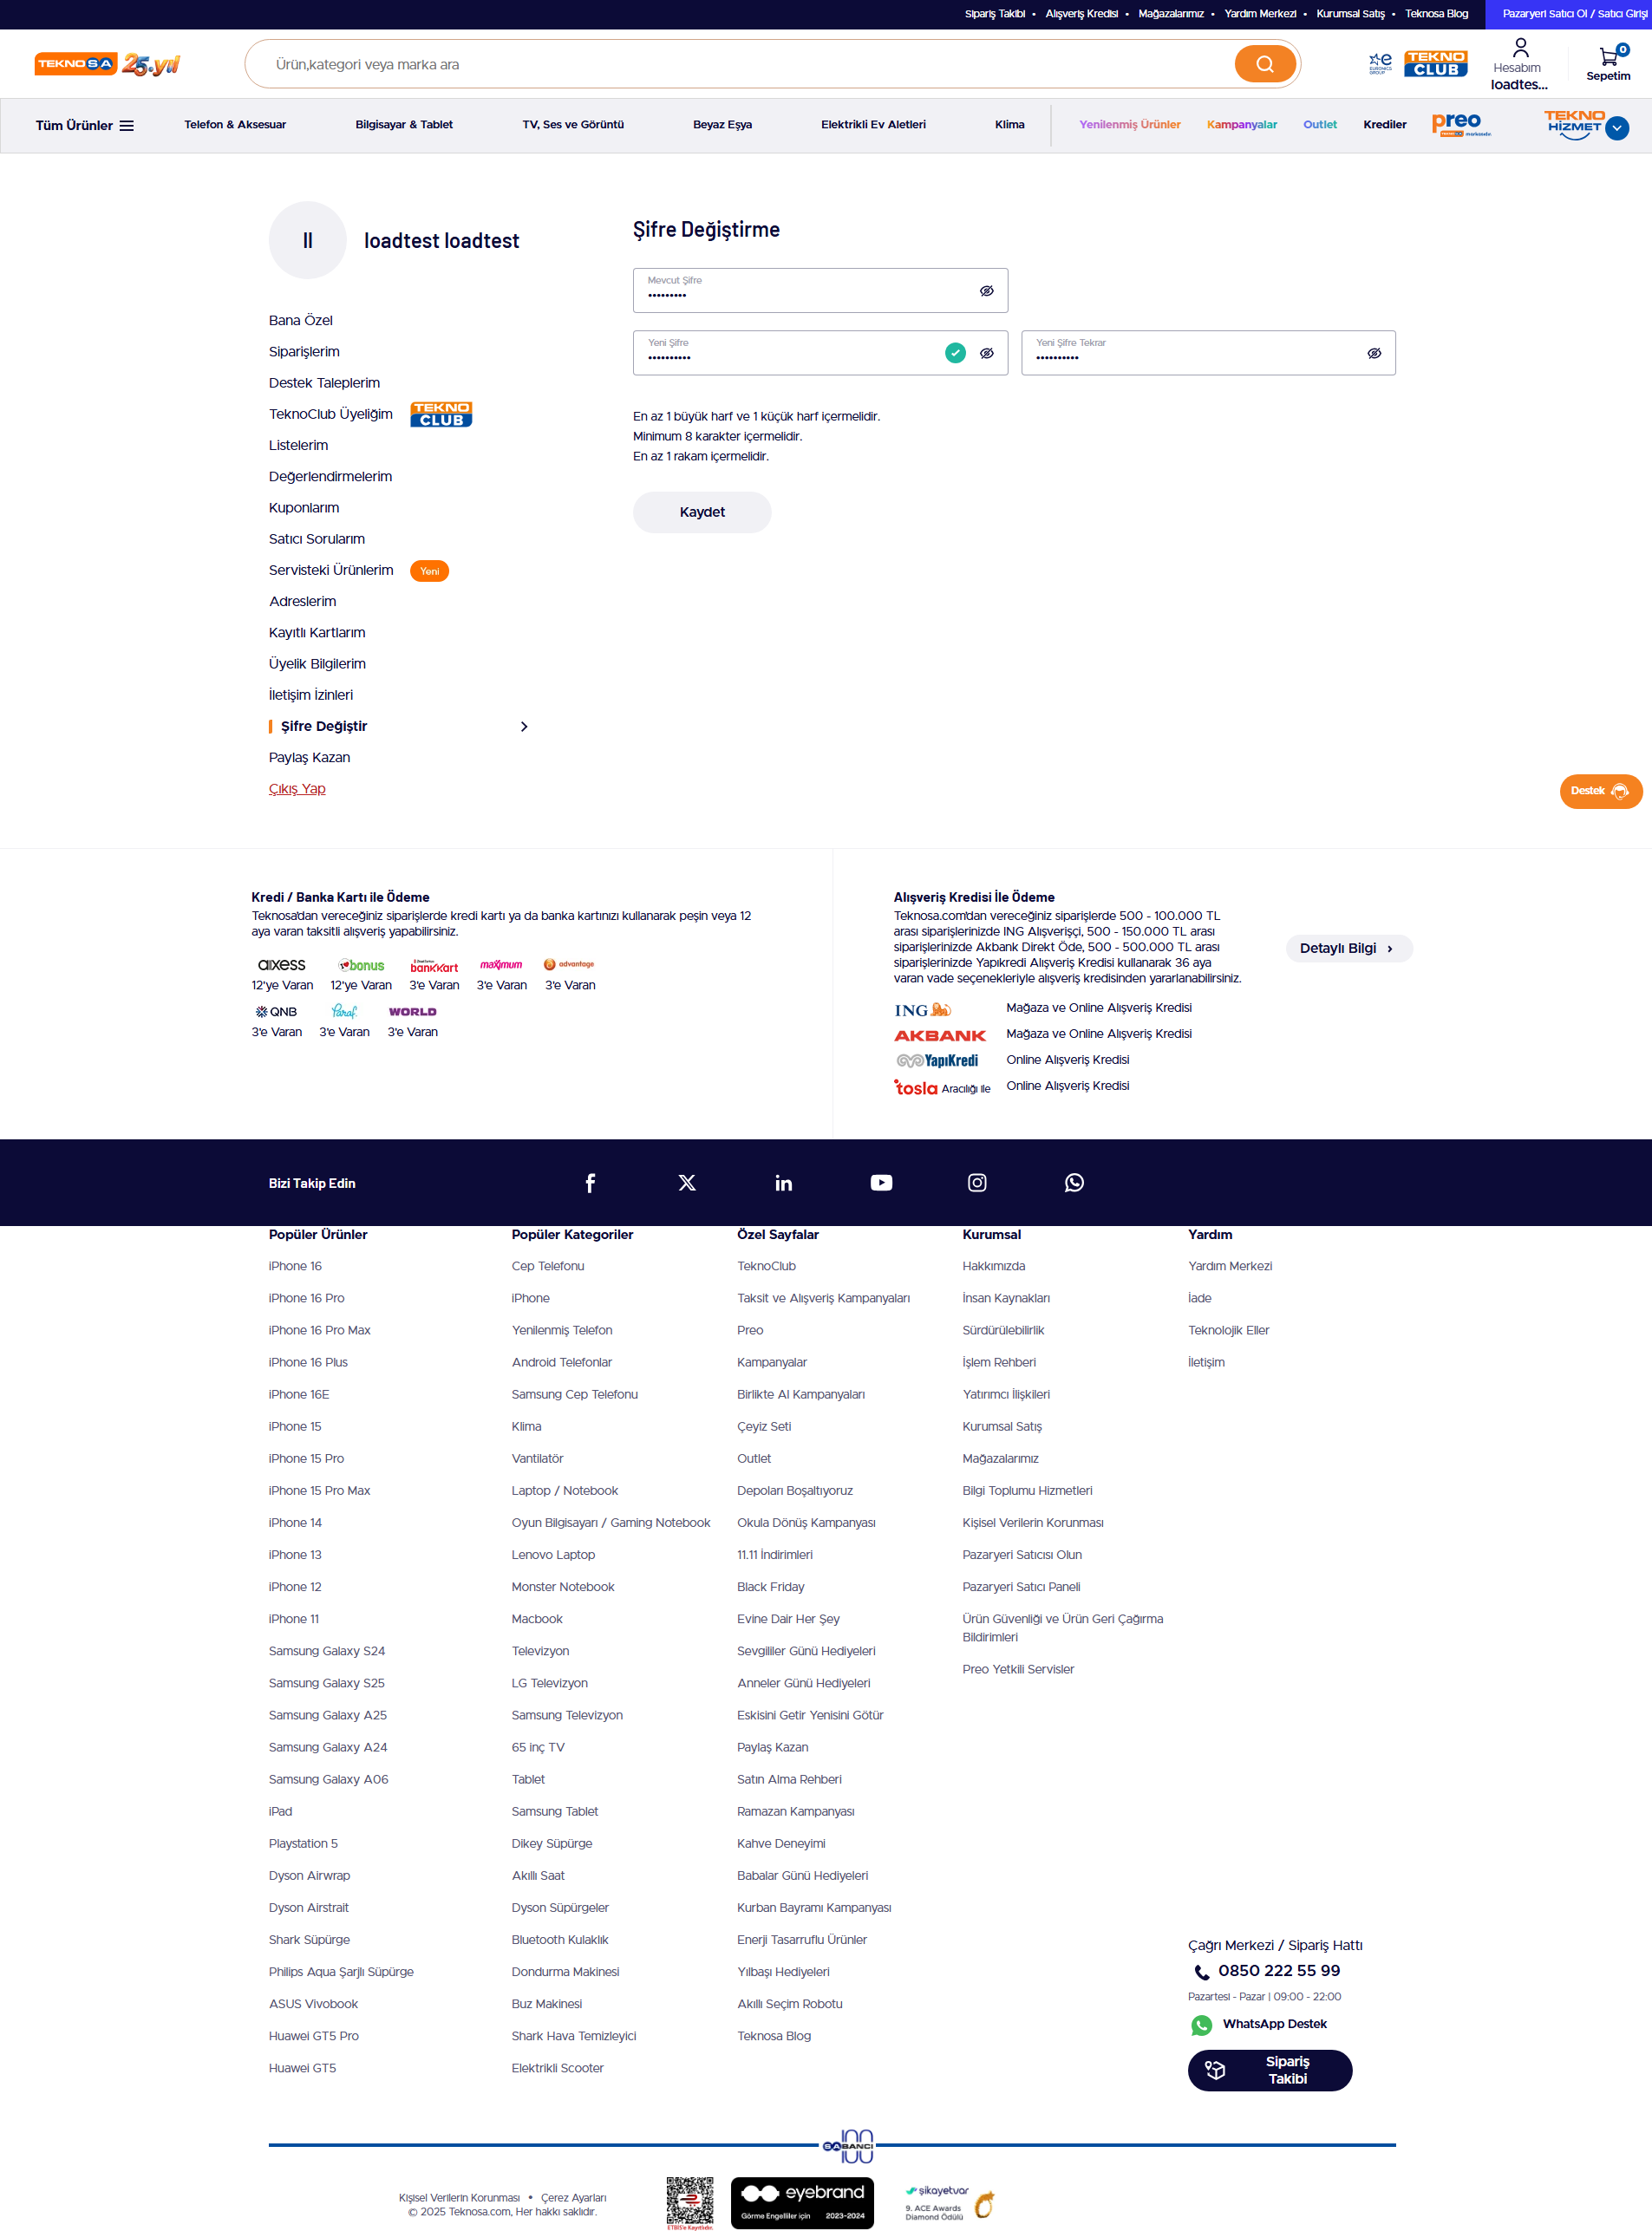 Sipariş Takibi • Alışveriş Kredisi • Mağazalarımız • Yardım Merkezi • Kurumsal Satış • Teknosa Blog
Pazaryeri Satıcı Ol / Satıcı Girişi
TEKNOSA 25.yıl
Ürün,kategori veya marka ara
EURONICS GROUP
TEKNO CLUB
Hesabım
loadtes...
0
Sepetim
Tüm Ürünler
Telefon & Aksesuar
Bilgisayar & Tablet
TV, Ses ve Görüntü
Beyaz Eşya
Elektrikli Ev Aletleri
Klima
Yenilenmiş Ürünler
Kampanyalar
Outlet
Krediler
preo
TEKNO HİZMET
ll
loadtest loadtest
Bana Özel
Siparişlerim
Destek Taleplerim
TeknoClub Üyeliğim
TEKNO CLUB
Listelerim
Değerlendirmelerim
Kuponlarım
Satıcı Sorularım
Servisteki Ürünlerim
Yeni
Adreslerim
Kayıtlı Kartlarım
Üyelik Bilgilerim
İletişim İzinleri
Şifre Değiştir
Paylaş Kazan
Çıkış Yap
Şifre Değiştirme
Mevcut Şifre
•••••••••
Yeni Şifre
••••••••••
Yeni Şifre Tekrar
••••••••••
En az 1 büyük harf ve 1 küçük harf içermelidir.
Minimum 8 karakter içermelidir.
En az 1 rakam içermelidir.
Kaydet
Destek
Kredi / Banka Kartı ile Ödeme
Teknosa'dan vereceğiniz siparişlerde kredi kartı ya da banka kartınızı kullanarak peşin veya 12
aya varan taksitli alışveriş yapabilirsiniz.
axess
12'ye Varan
bonus
12'ye Varan
bankkart
3'e Varan
maximum
3'e Varan
advantage
3'e Varan
QNB
3'e Varan
Paraf
3'e Varan
WORLD
3'e Varan
Alışveriş Kredisi İle Ödeme
Teknosa.com'dan vereceğiniz siparişlerde 500 - 100.000 TL
arası siparişlerinizde ING Alışverişçi, 500 - 150.000 TL arası
siparişlerinizde Akbank Direkt Öde, 500 - 500.000 TL arası
siparişlerinizde Yapıkredi Alışveriş Kredisi kullanarak 36 aya
varan vade seçenekleriyle alışveriş kredisinden yararlanabilirsiniz.
Detaylı Bilgi
ING
Mağaza ve Online Alışveriş Kredisi
AKBANK
Mağaza ve Online Alışveriş Kredisi
YapıKredi
Online Alışveriş Kredisi
tosla Aracılığı ile
Online Alışveriş Kredisi
Bizi Takip Edin
Popüler Ürünler
iPhone 16
iPhone 16 Pro
iPhone 16 Pro Max
iPhone 16 Plus
iPhone 16E
iPhone 15
iPhone 15 Pro
iPhone 15 Pro Max
iPhone 14
iPhone 13
iPhone 12
iPhone 11
Samsung Galaxy S24
Samsung Galaxy S25
Samsung Galaxy A25
Samsung Galaxy A24
Samsung Galaxy A06
iPad
Playstation 5
Dyson Airwrap
Dyson Airstrait
Shark Süpürge
Philips Aqua Şarjlı Süpürge
ASUS Vivobook
Huawei GT5 Pro
Huawei GT5
Popüler Kategoriler
Cep Telefonu
iPhone
Yenilenmiş Telefon
Android Telefonlar
Samsung Cep Telefonu
Klima
Vantilatör
Laptop / Notebook
Oyun Bilgisayarı / Gaming Notebook
Lenovo Laptop
Monster Notebook
Macbook
Televizyon
LG Televizyon
Samsung Televizyon
65 inç TV
Tablet
Samsung Tablet
Dikey Süpürge
Akıllı Saat
Dyson Süpürgeler
Bluetooth Kulaklık
Dondurma Makinesi
Buz Makinesi
Shark Hava Temizleyici
Elektrikli Scooter
Özel Sayfalar
TeknoClub
Taksit ve Alışveriş Kampanyaları
Preo
Kampanyalar
Birlikte Al Kampanyaları
Çeyiz Seti
Outlet
Depoları Boşaltıyoruz
Okula Dönüş Kampanyası
11.11 İndirimleri
Black Friday
Evine Dair Her Şey
Sevgililer Günü Hediyeleri
Anneler Günü Hediyeleri
Eskisini Getir Yenisini Götür
Paylaş Kazan
Satın Alma Rehberi
Ramazan Kampanyası
Kahve Deneyimi
Babalar Günü Hediyeleri
Kurban Bayramı Kampanyası
Enerji Tasarruflu Ürünler
Yılbaşı Hediyeleri
Akıllı Seçim Robotu
Teknosa Blog
Kurumsal
Hakkımızda
İnsan Kaynakları
Sürdürülebilirlik
İşlem Rehberi
Yatırımcı İlişkileri
Kurumsal Satış
Mağazalarımız
Bilgi Toplumu Hizmetleri
Kişisel Verilerin Korunması
Pazaryeri Satıcısı Olun
Pazaryeri Satıcı Paneli
Ürün Güvenliği ve Ürün Geri Çağırma
Bildirimleri
Preo Yetkili Servisler
Yardım
Yardım Merkezi
İade
Teknolojik Eller
İletişim
Çağrı Merkezi / Sipariş Hattı
0850 222 55 99
Pazartesi - Pazar | 09:00 - 22:00
WhatsApp Destek
Sipariş
Takibi
SABANCI 100
Kişisel Verilerin Korunması • Çerez Ayarları
© 2025 Teknosa.com, Her hakkı saklıdır.
ETBIS'e Kayıtlıdır.
eyebrand
Görme Engelliler için 2023-2024
şikayetvar
9. ACE Awards
Diamond Ödülü